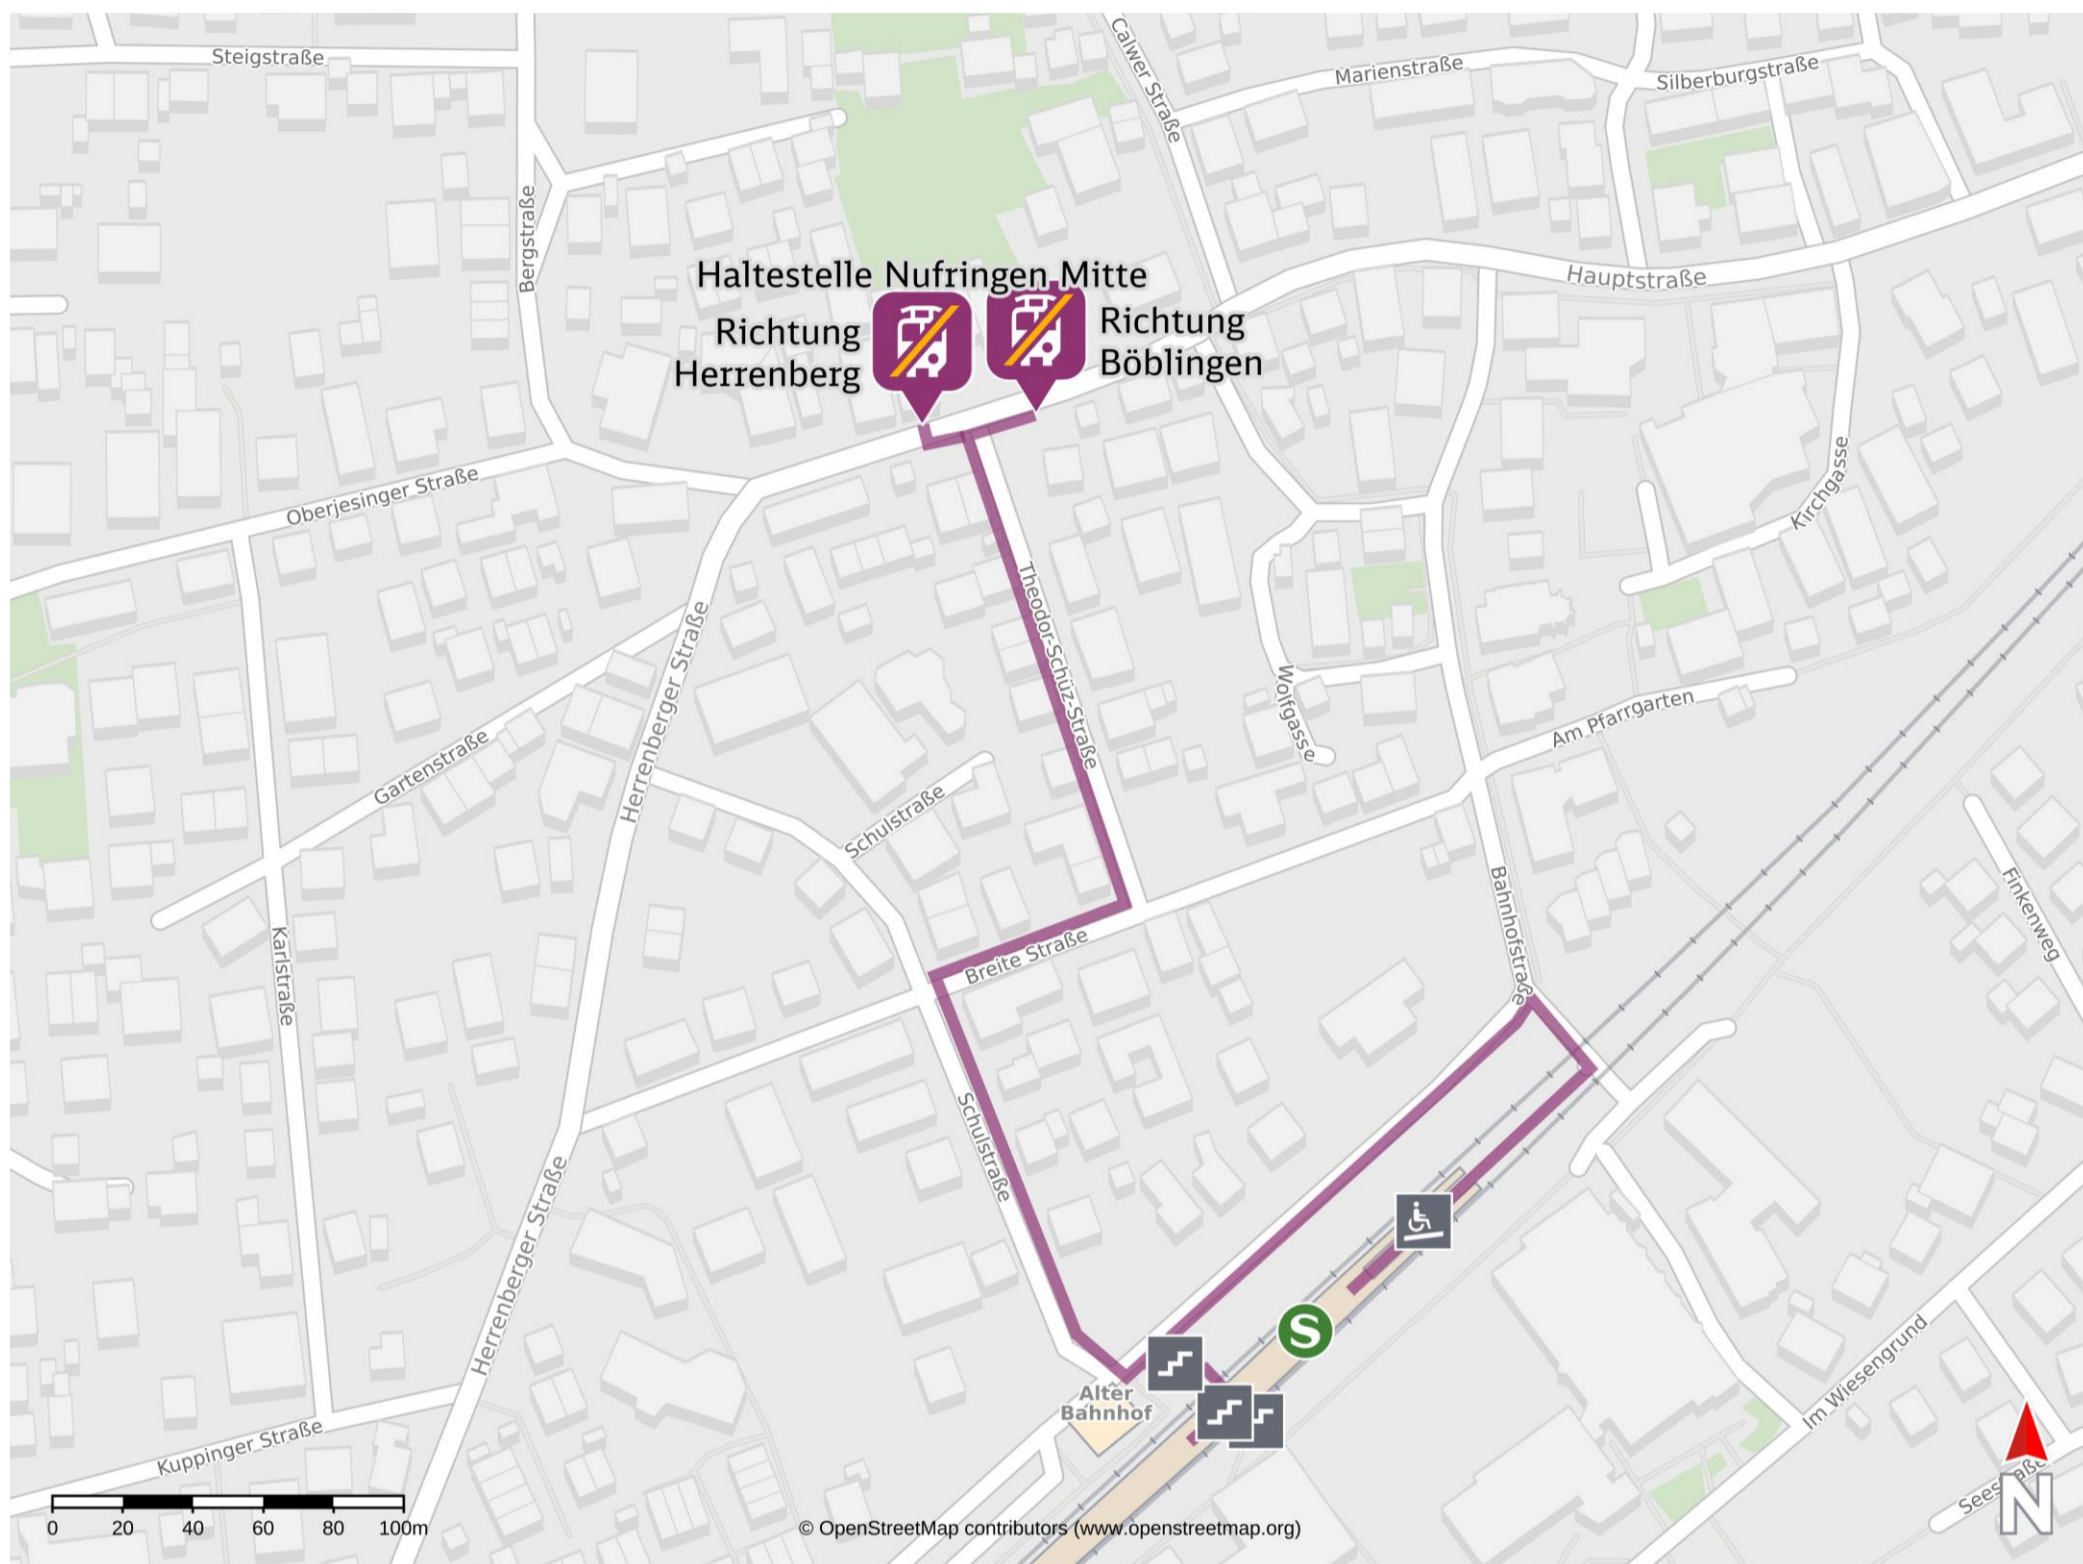 Steigstraße
Calwer Straße
Marienstraße
Silberburgstraße
Bergstraße
Haltestelle Nufringen Mitte
Hauptstraße
Richtung
Herrenberg
Richtung
Böblingen
Oberjesinger Straße
Kirchgasse
Theodor-Schüz-Straße
Herrenberger Straße
Wolfgasse
Am Pfarrgarten
Gartenstraße
Schulstraße
Bahnhofstraße
Finkenweg
Karlstraße
Breite Straße
Schulstraße
Herrenberger Straße
S
Alter
Bahnhof
Im Wiesengrund
Kuppinger Straße
Seestraße
N
0 20 40 60 80 100m
© OpenStreetMap contributors (www.openstreetmap.org)